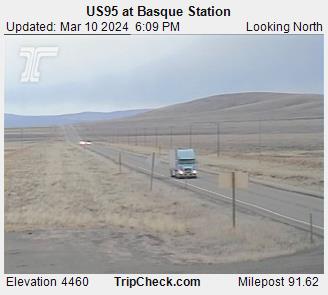 US95 at Basque Station
Updated: Mar 10 2024 6:09 PM Looking North
Elevation 4460 TripCheck.com Milepost 91.62